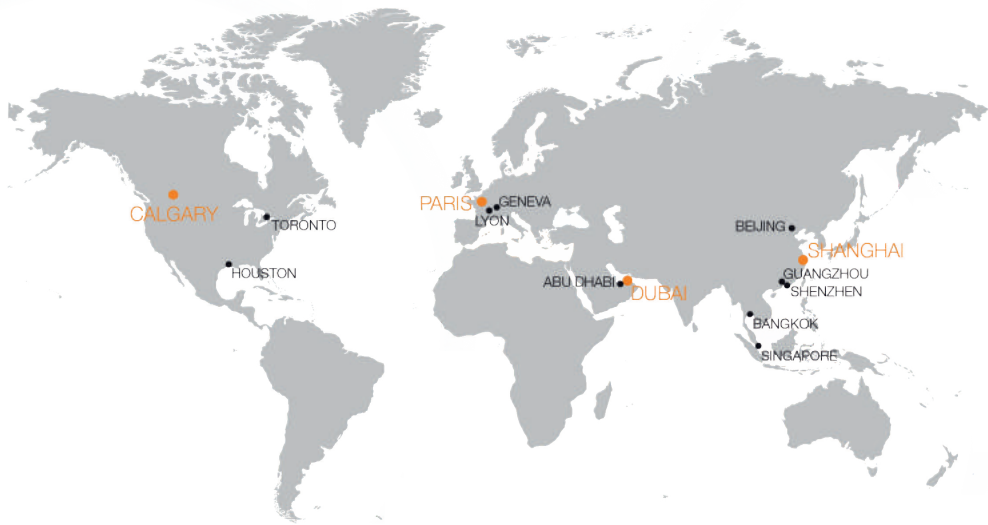 CALGARY
TORONTO
HOUSTON
PARIS
GENEVA
LYON
ABU DHABI
DUBAI
BEIJING
SHANGHAI
GUANGZHOU
SHENZHEN
BANGKOK
SINGAPORE